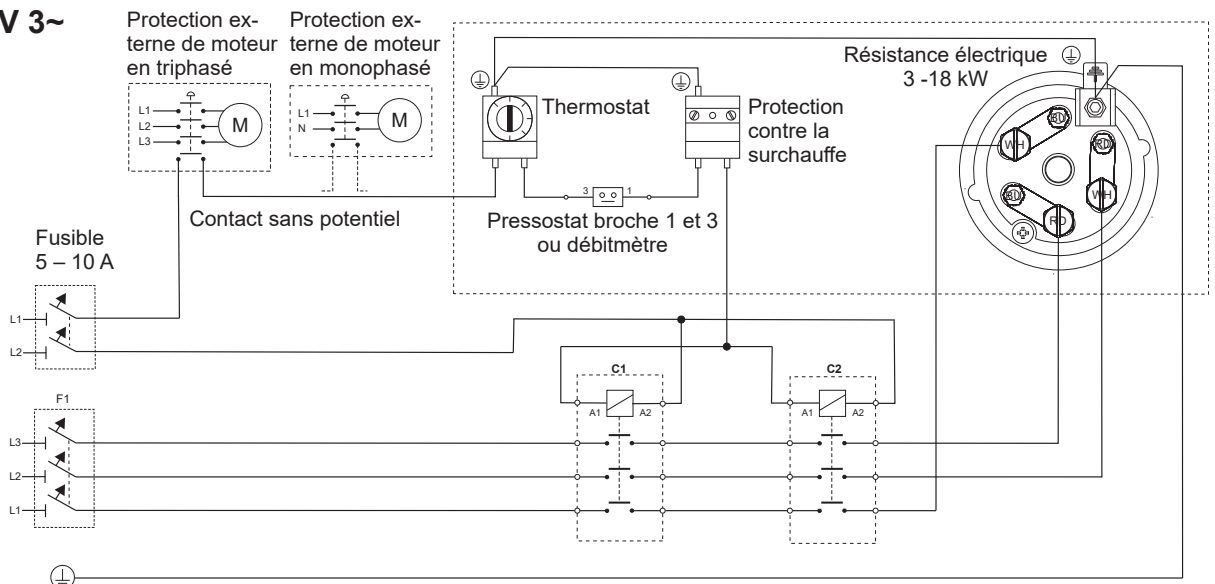 V 3~
Protection ex-
terne de moteur
en triphasé
Protection ex-
terne de moteur
en monophasé
L1
L2
L3
M
L1
N
M
Thermostat
Protection
contre la
surchauffe
Résistance électrique
3 -18 kW
BU
WH
RD
WH
BU
RD
3
1
Contact sans potentiel
Pressostat broche 1 et 3
ou débitmètre
Fusible
5 – 10 A
L1
L2
C1
C2
A1
A2
A1
A2
F1
L3
L2
L1